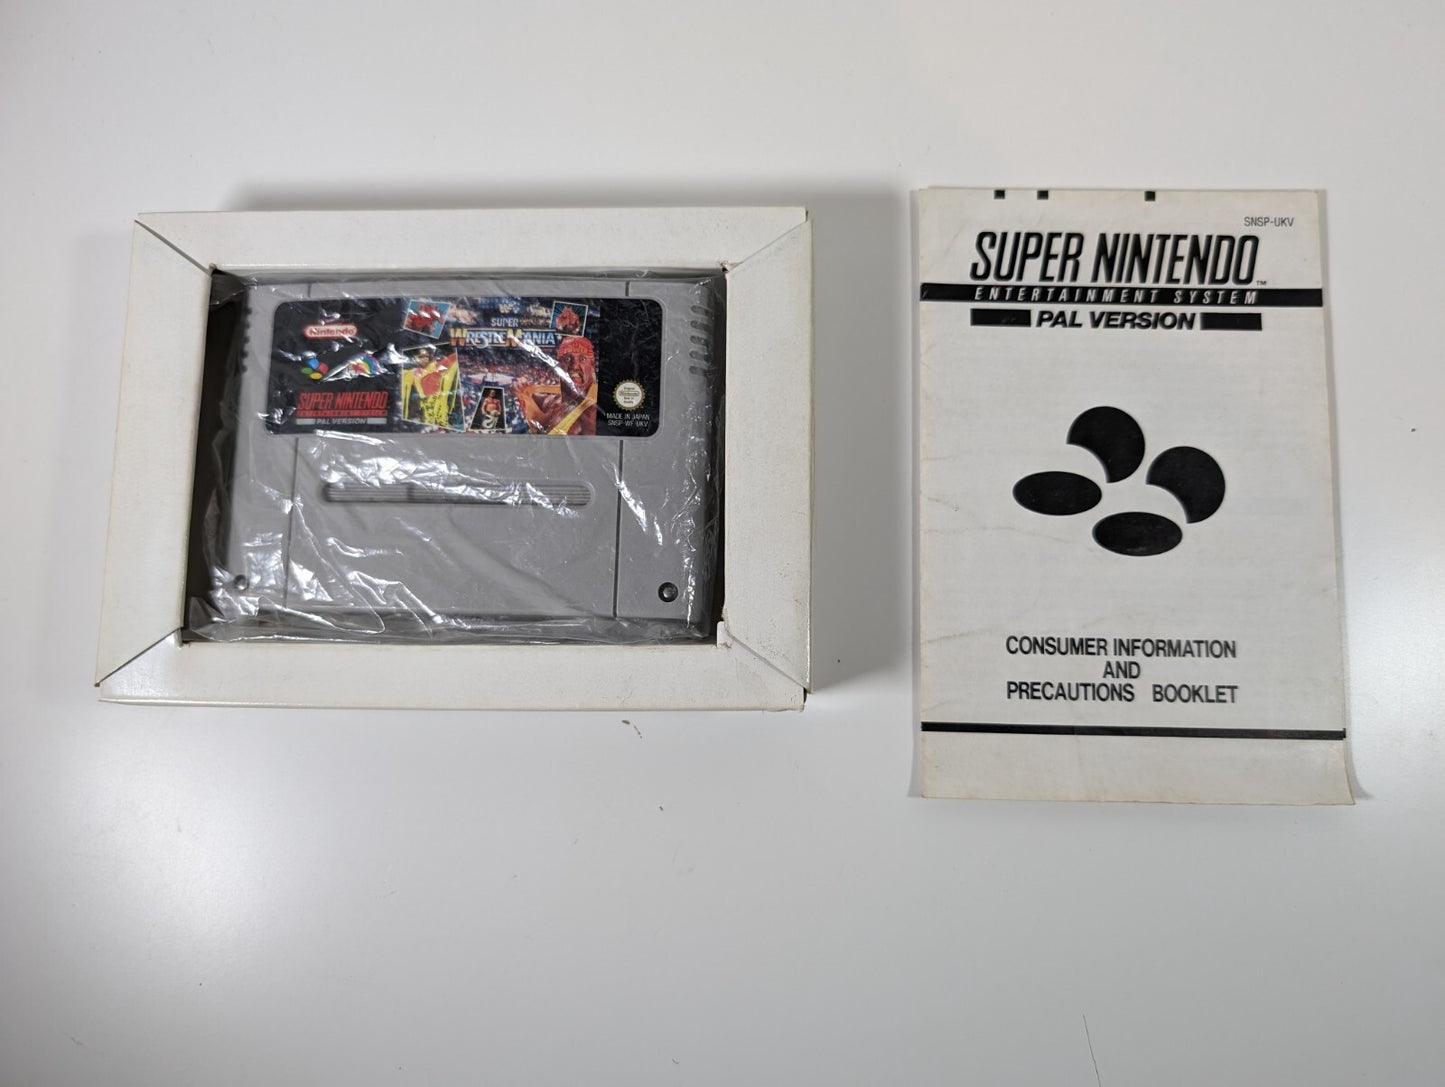 Nintendo
SUPER NINTENDO
ENTERTAINMENT SYSTEM
PAL VERSION
SUPER
WRESTLEMANIA
Nintendo
MADE IN JAPAN
SNSP-WF-UKV
SNSP-UKV
SUPER NINTENDO™
ENTERTAINMENT SYSTEM
PAL VERSION
CONSUMER INFORMATION
AND
PRECAUTIONS BOOKLET